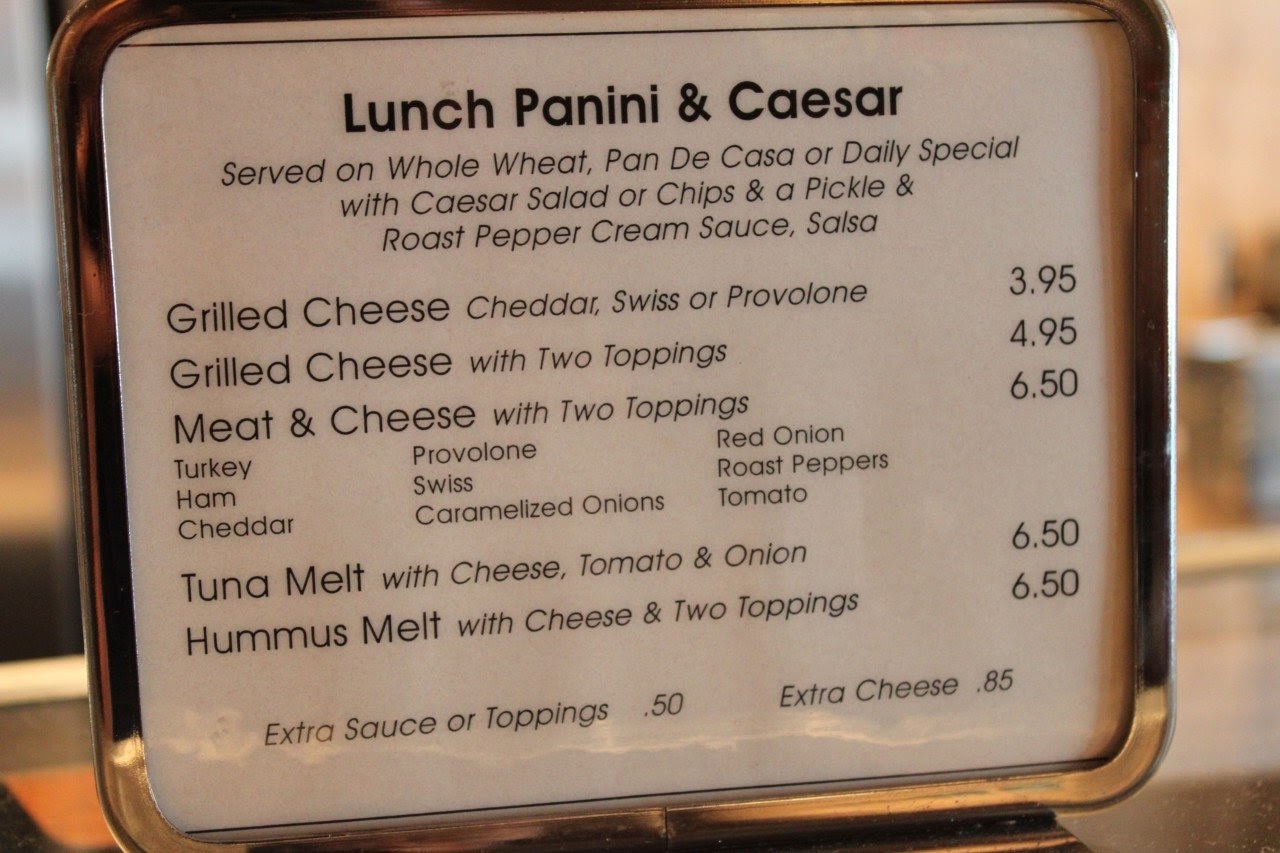 Lunch Panini & Caesar
Served on Whole Wheat, Pan De Casa or Daily Special
with Caesar Salad or Chips & a Pickle &
Roast Pepper Cream Sauce, Salsa
Grilled Cheese Cheddar, Swiss or Provolone 3.95
Grilled Cheese with Two Toppings 4.95
Meat & Cheese with Two Toppings 6.50
Turkey Provolone Red Onion
Ham Swiss Roast Peppers
Cheddar Caramelized Onions Tomato
Tuna Melt with Cheese, Tomato & Onion 6.50
Hummus Melt with Cheese & Two Toppings 6.50
Extra Sauce or Toppings .50 Extra Cheese .85